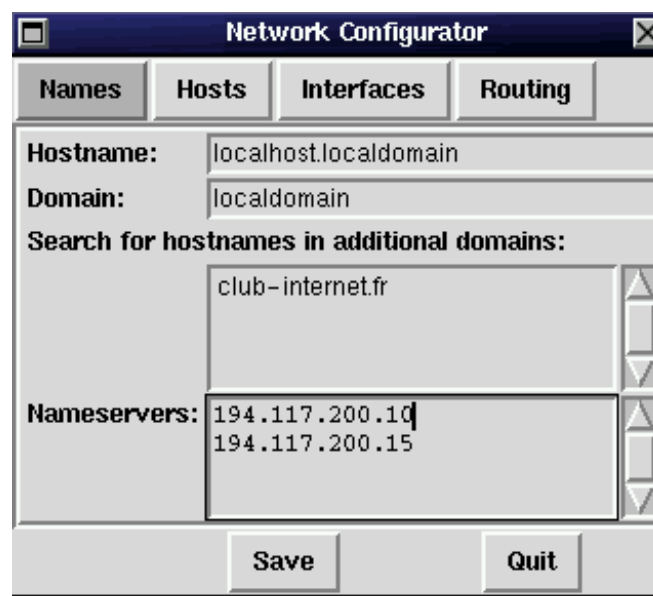 Network Configurator
Names Hosts Interfaces Routing
Hostname: localhost.localdomain
Domain: localdomain
Search for hostnames in additional domains:
club-internet.fr
Nameservers: 194.117.200.10
194.117.200.15
Save Quit